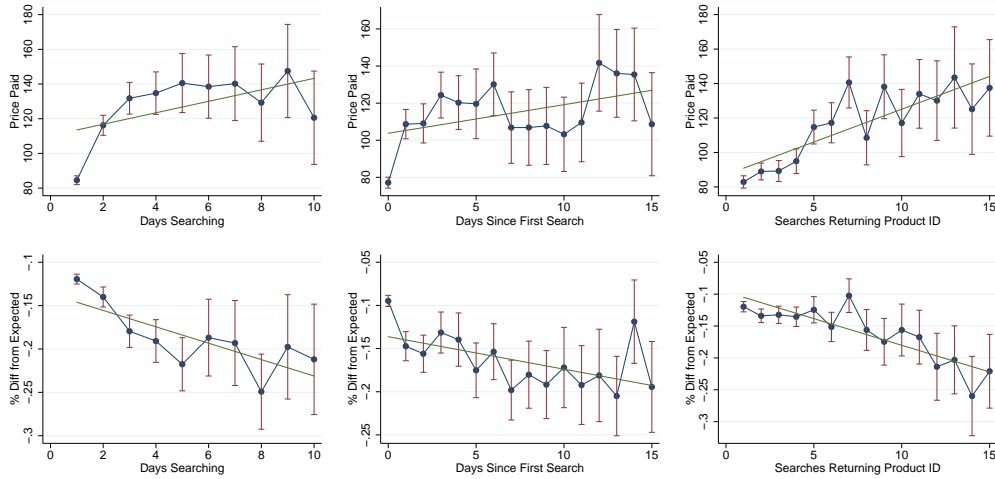 Price Paid
80 100 120 140 160 180
0 2 4 6 8 10
Days Searching
Price Paid
80 100 120 140 160 180
0 5 10 15
Days Since First Search
Price Paid
80 100 120 140 160 180
0 5 10 15
Searches Returning Product ID
% Diff from Expected
-.3 -.25 -.2 -.15 -.1
0 2 4 6 8 10
Days Searching
% Diff from Expected
-.25 -.2 -.15 -.1 -.05
0 5 10 15
Days Since First Search
% Diff from Expected
-.3 -.25 -.2 -.15 -.1 -.05
0 5 10 15
Searches Returning Product ID